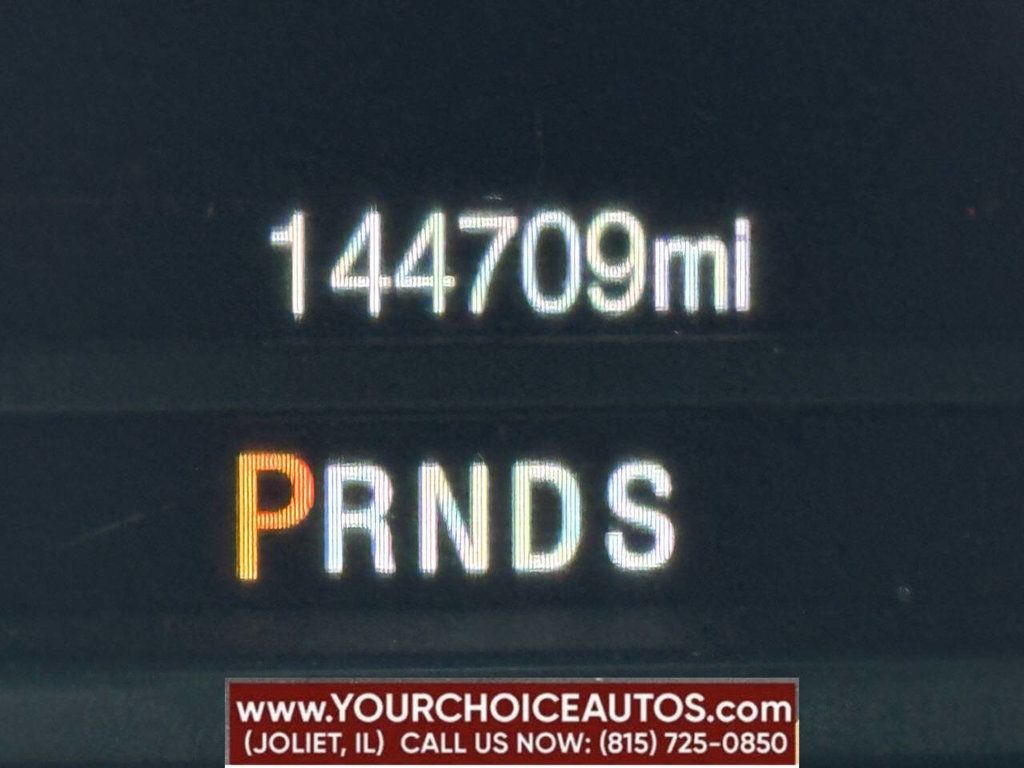 144709mi
PRNDS
www.YOURCHOICEAUTOS.com
(JOLIET, IL) CALL US NOW: (815) 725-0850